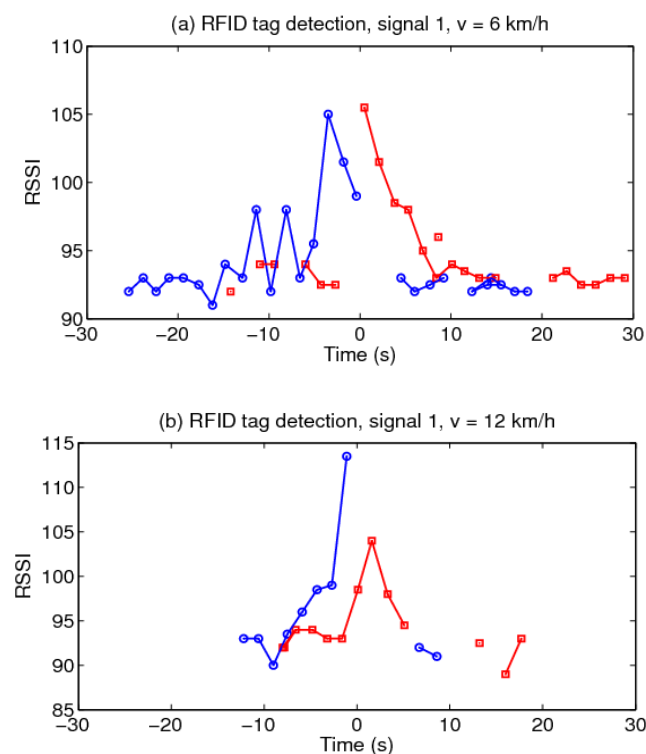 (a) RFID tag detection, signal 1, v = 6 km/h
110
105
100
95
90
RSSI
−30 −20 −10 0 10 20 30
Time (s)
(b) RFID tag detection, signal 1, v = 12 km/h
115
110
105
100
95
90
85
RSSI
−30 −20 −10 0 10 20 30
Time (s)